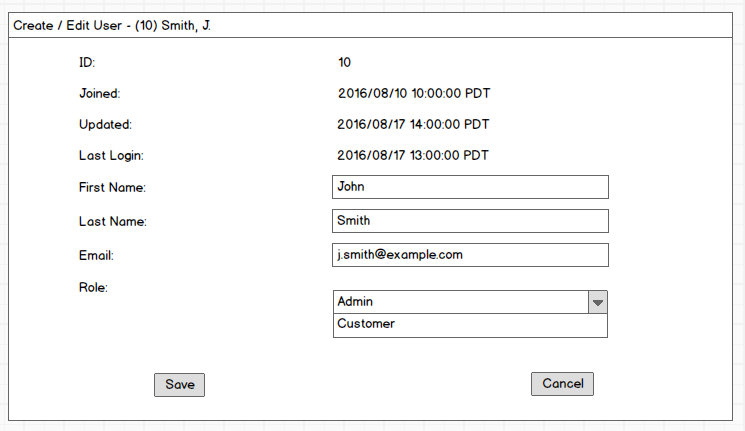 Create / Edit User - (10) Smith, J.
ID: 10
Joined: 2016/08/10 10:00:00 PDT
Updated: 2016/08/17 14:00:00 PDT
Last Login: 2016/08/17 13:00:00 PDT
First Name: John
Last Name: Smith
Email: j.smith@example.com
Role:
Admin
Customer
Save Cancel